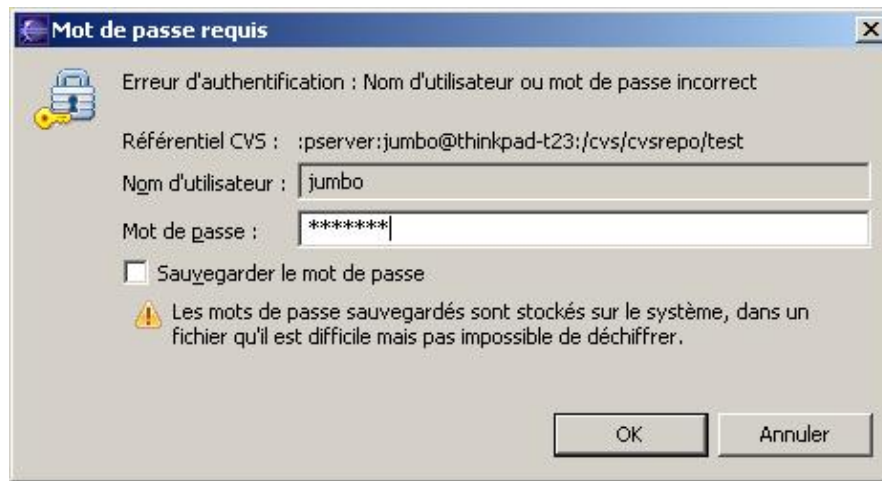 Mot de passe requis
Erreur d'authentification : Nom d'utilisateur ou mot de passe incorrect
Référentiel CVS : :pserver:jumbo@thinkpad-t23:/cvs/cvsrepo/test
Nom d'utilisateur : jumbo
Mot de passe : *******
Sauvegarder le mot de passe
Les mots de passe sauvegardés sont stockés sur le système, dans un
fichier qu'il est difficile mais pas impossible de déchiffrer.
OK Annuler